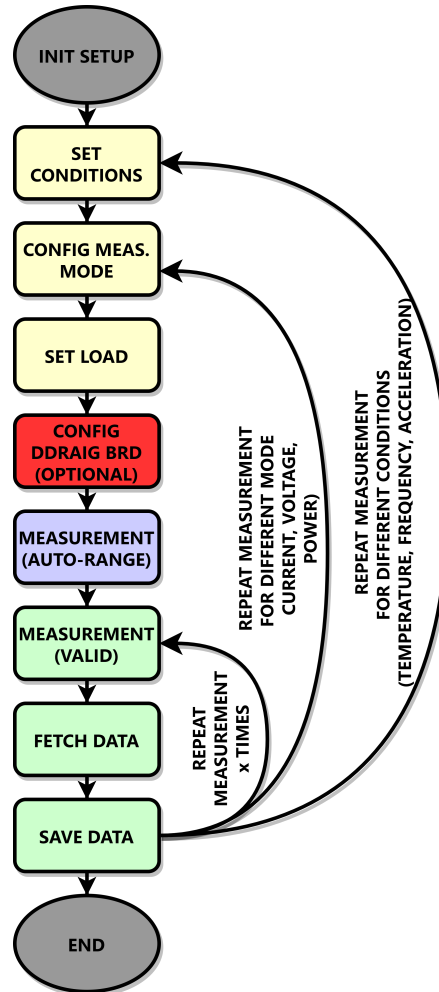 INIT SETUP
SET
CONDITIONS
CONFIG MEAS.
MODE
SET LOAD
CONFIG
DDRAIG BRD
(OPTIONAL)
MEASUREMENT
(AUTO-RANGE)
MEASUREMENT
(VALID)
FETCH DATA
SAVE DATA
END
REPEAT
MEASUREMENT
x TIMES
REPEAT MEASUREMENT
FOR DIFFERENT MODE
CURRENT, VOLTAGE,
POWER)
REPEAT MEASUREMENT
FOR DIFFERENT CONDITIONS
(TEMPERATURE, FREQUENCY, ACCELERATION)